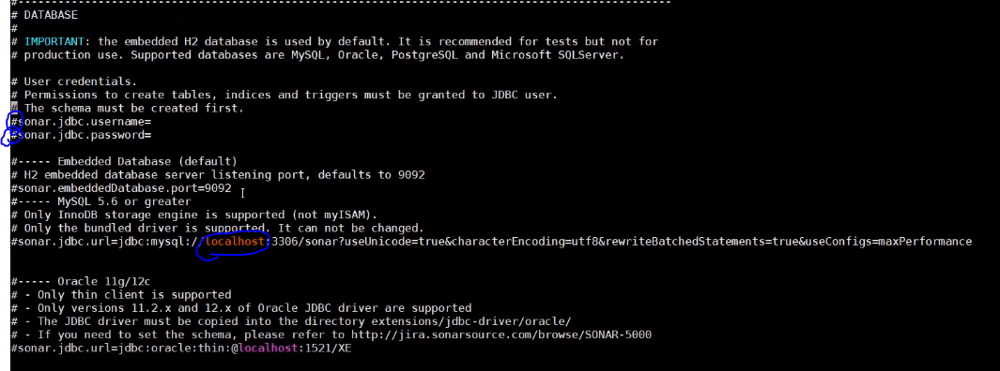 #---------------------------------------------------------------------------------------------------------
# DATABASE
#
# IMPORTANT: the embedded H2 database is used by default. It is recommended for tests but not for
# production use. Supported databases are MySQL, Oracle, PostgreSQL and Microsoft SQLServer.
# User credentials.
# Permissions to create tables, indices and triggers must be granted to JDBC user.
# The schema must be created first.
#sonar.jdbc.username=
#sonar.jdbc.password=
#----- Embedded Database (default)
# H2 embedded database server listening port, defaults to 9092
#sonar.embeddedDatabase.port=9092
#----- MySQL 5.6 or greater
# Only InnoDB storage engine is supported (not myISAM).
# Only the bundled driver is supported. It can not be changed.
#sonar.jdbc.url=jdbc:mysql://localhost:3306/sonar?useUnicode=true&characterEncoding=utf8&rewriteBatchedStatements=true&useConfigs=maxPerformance
#----- Oracle 11g/12c
# - Only thin client is supported
# - Only versions 11.2.x and 12.x of Oracle JDBC driver are supported
# - The JDBC driver must be copied into the directory extensions/jdbc-driver/oracle/
# - If you need to set the schema, please refer to http://jira.sonarsource.com/browse/SONAR-5000
#sonar.jdbc.url=jdbc:oracle:thin:@localhost:1521/XE